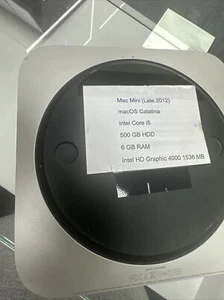 Mac Mini (Late 2012)
macOS Catalina
intel Core i5
500 GB HDD
6 GB RAM
Intel HD Graphic 4000 1536 MB